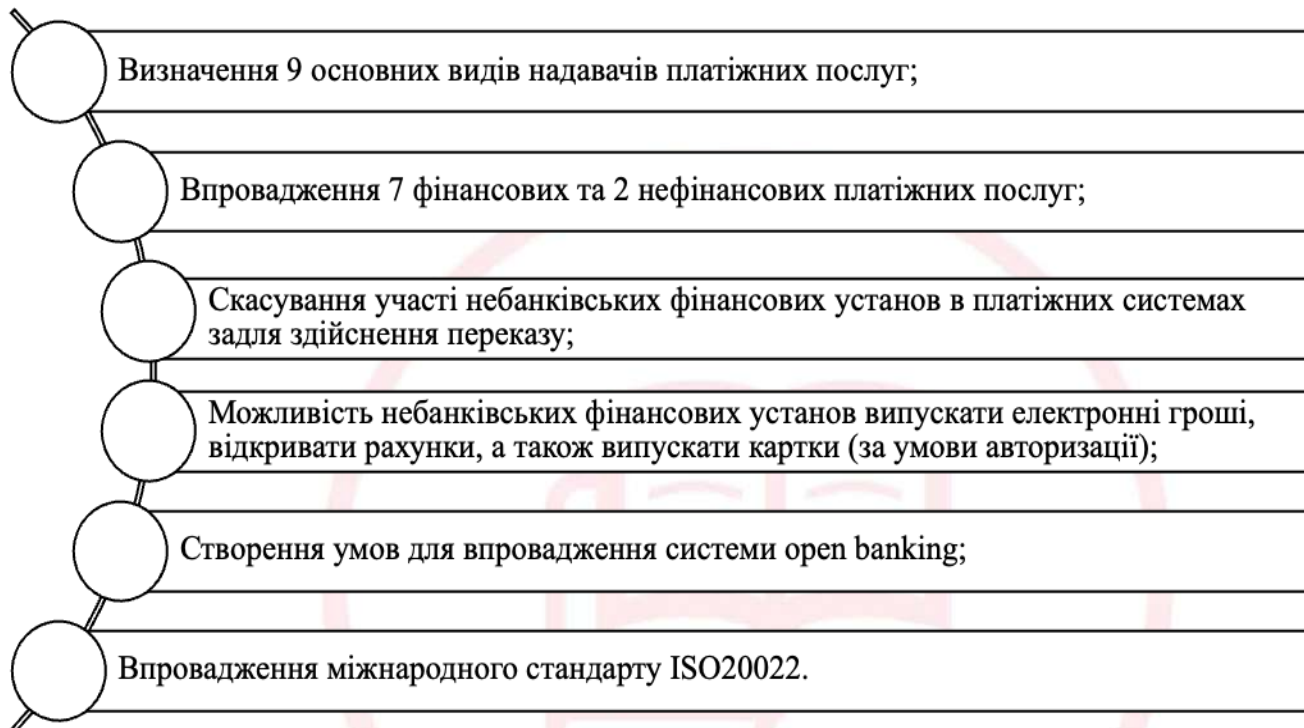 Визначення 9 основних видів надавачів платіжних послуг;
Впровадження 7 фінансових та 2 нефінансових платіжних послуг;
Скасування участі небанківських фінансових установ в платіжних системах
задля здійснення переказу;
Можливість небанківських фінансових установ випускати електронні гроші,
відкривати рахунки, а також випускати картки (за умови авторизації);
Створення умов для впровадження системи open banking;
Впровадження міжнародного стандарту ISO20022.